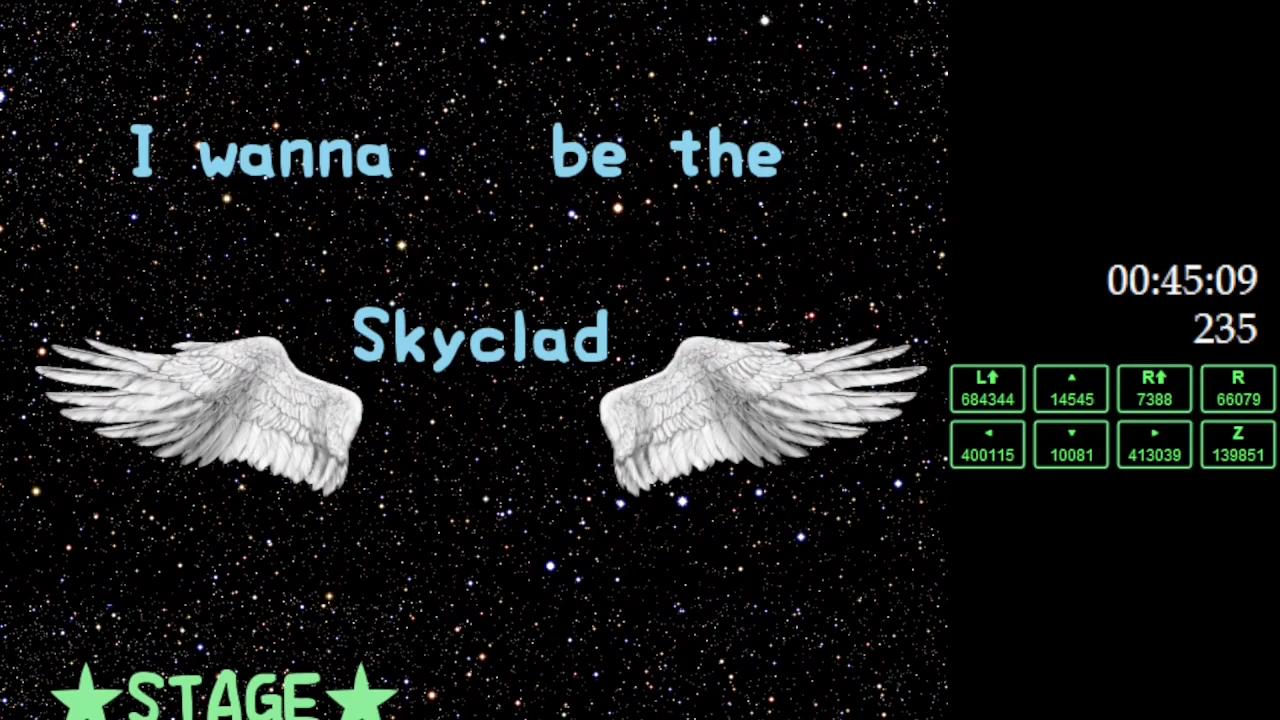 I wanna be the
Skyclad
00:45:09
235
L⬆ ▲ R⬆ R
684344 14545 7388 66079
◄ ▼ ► Z
400115 10081 413039 139851
★STAGE★